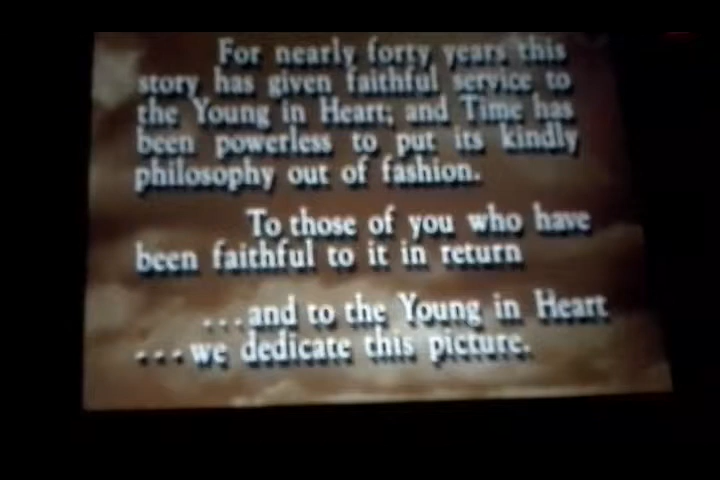 For nearly forty years this
story has given faithful service to
the Young in Heart; and Time has
been powerless to put its kindly
philosophy out of fashion.
To those of you who have
been faithful to it in return
...and to the Young in Heart
...we dedicate this picture.